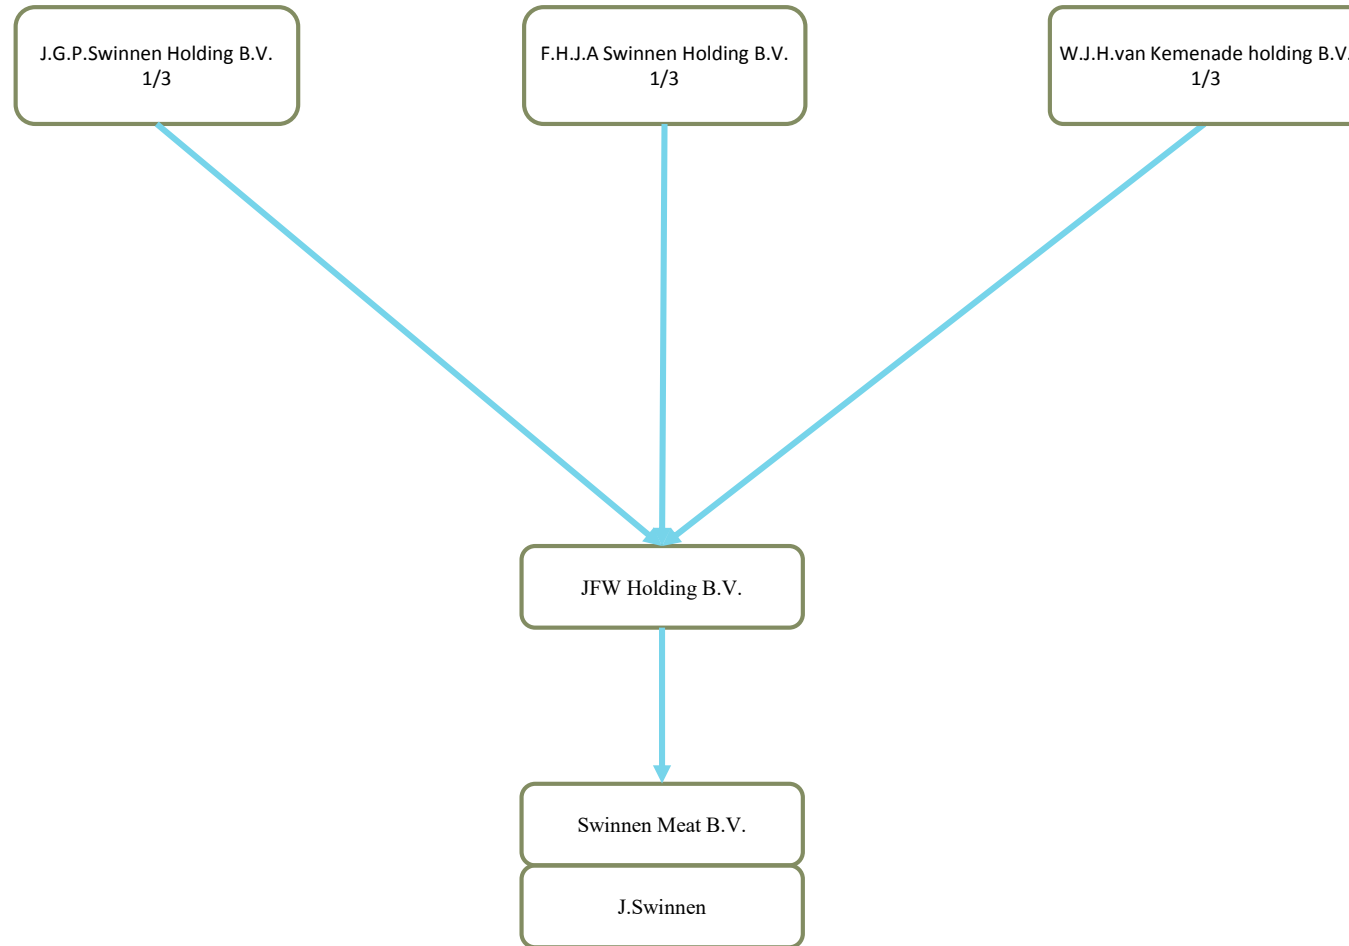 J.G.P.Swinnen Holding B.V.
1/3
F.H.J.A Swinnen Holding B.V.
1/3
W.J.H.van Kemenade holding B.V.
1/3
JFW Holding B.V.
Swinnen Meat B.V.
J.Swinnen